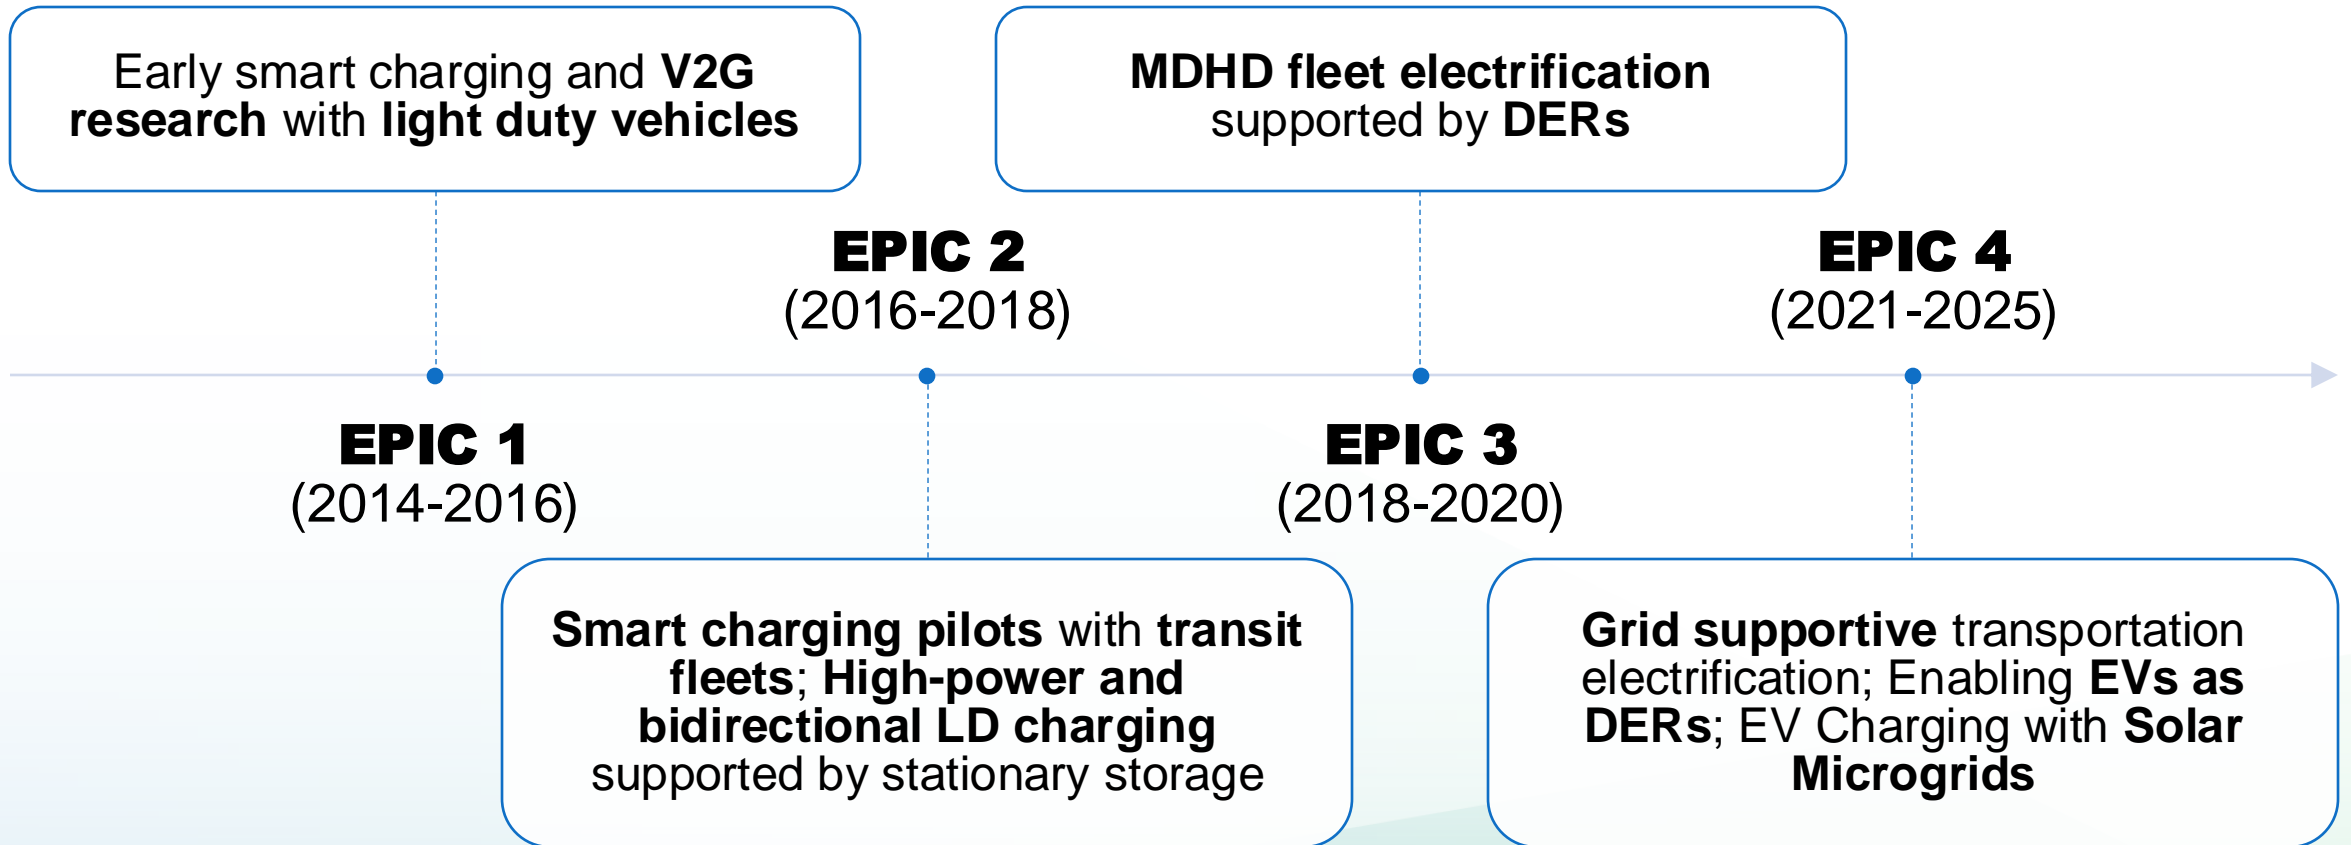 Early smart charging and V2G
research with light duty vehicles
MDHD fleet electrification
supported by DERs
EPIC 2
(2016-2018)
EPIC 4
(2021-2025)
EPIC 1
(2014-2016)
EPIC 3
(2018-2020)
Smart charging pilots with transit
fleets; High-power and
bidirectional LD charging
supported by stationary storage
Grid supportive transportation
electrification; Enabling EVs as
DERs; EV Charging with Solar
Microgrids